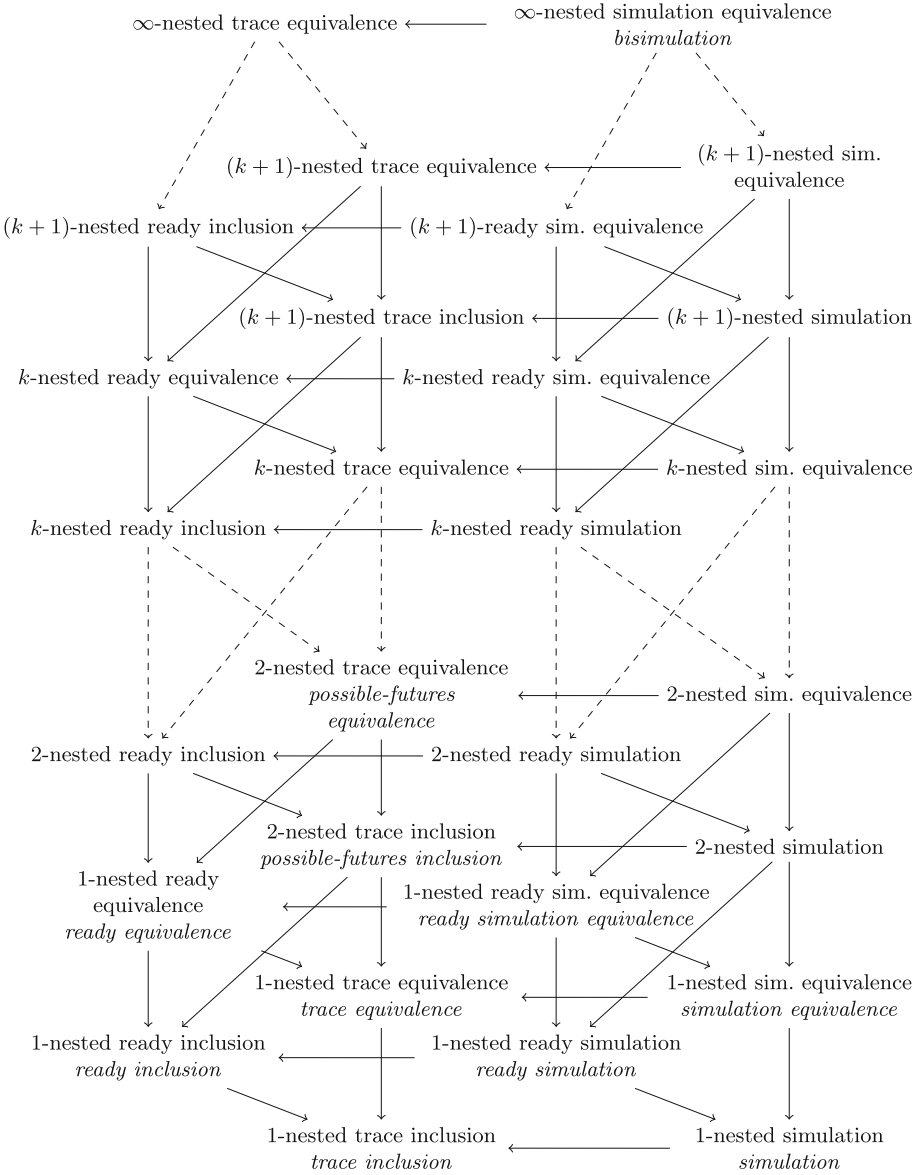 ∞-nested trace equivalence
∞-nested simulation equivalence
bisimulation
(k + 1)-nested trace equivalence
(k + 1)-nested sim.
equivalence
(k + 1)-nested ready inclusion
(k + 1)-ready sim. equivalence
(k + 1)-nested trace inclusion
(k + 1)-nested simulation
k-nested ready equivalence
k-nested ready sim. equivalence
k-nested trace equivalence
k-nested sim. equivalence
k-nested ready inclusion
k-nested ready simulation
2-nested trace equivalence
possible-futures
equivalence
2-nested sim. equivalence
2-nested ready inclusion
2-nested ready simulation
2-nested trace inclusion
possible-futures inclusion
2-nested simulation
1-nested ready
equivalence
ready equivalence
1-nested ready sim. equivalence
ready simulation equivalence
1-nested trace equivalence
trace equivalence
1-nested sim. equivalence
simulation equivalence
1-nested ready inclusion
ready inclusion
1-nested ready simulation
ready simulation
1-nested trace inclusion
trace inclusion
1-nested simulation
simulation